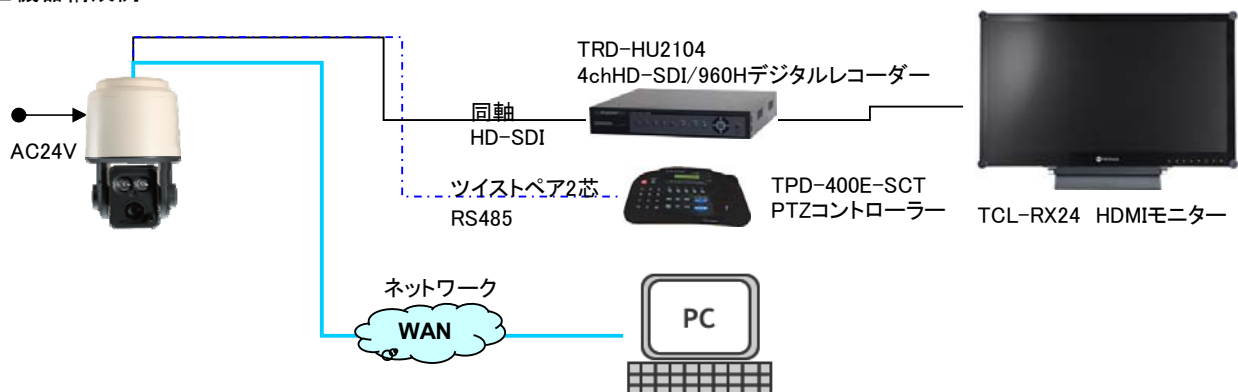 AC24V
同軸
HD-SDI
TRD-HU2104
4chHD-SDI/960Hデジタルレコーダー
ツイストペア2芯
RS485
TPD-400E-SCT
PTZコントローラー
TCL-RX24 HDMIモニター
ネットワーク
WAN
PC